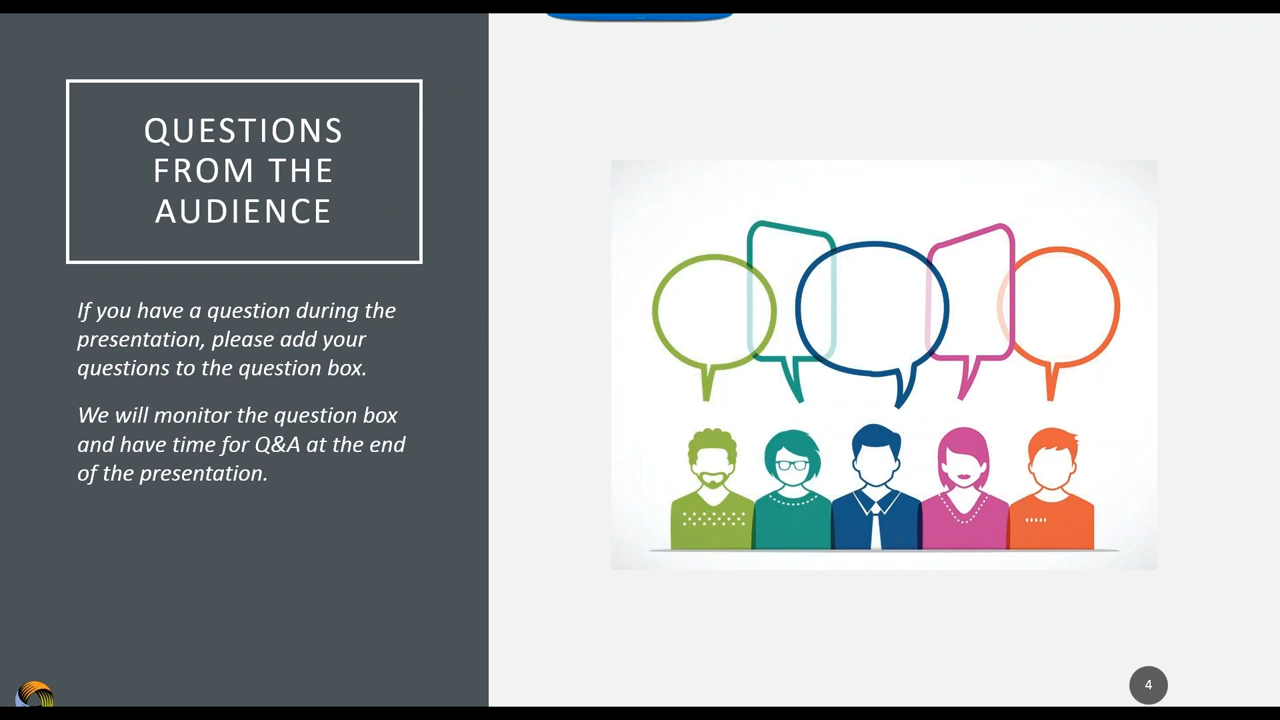 QUESTIONS
FROM THE
AUDIENCE
If you have a question during the
presentation, please add your
questions to the question box.
We will monitor the question box
and have time for Q&A at the end
of the presentation.
4